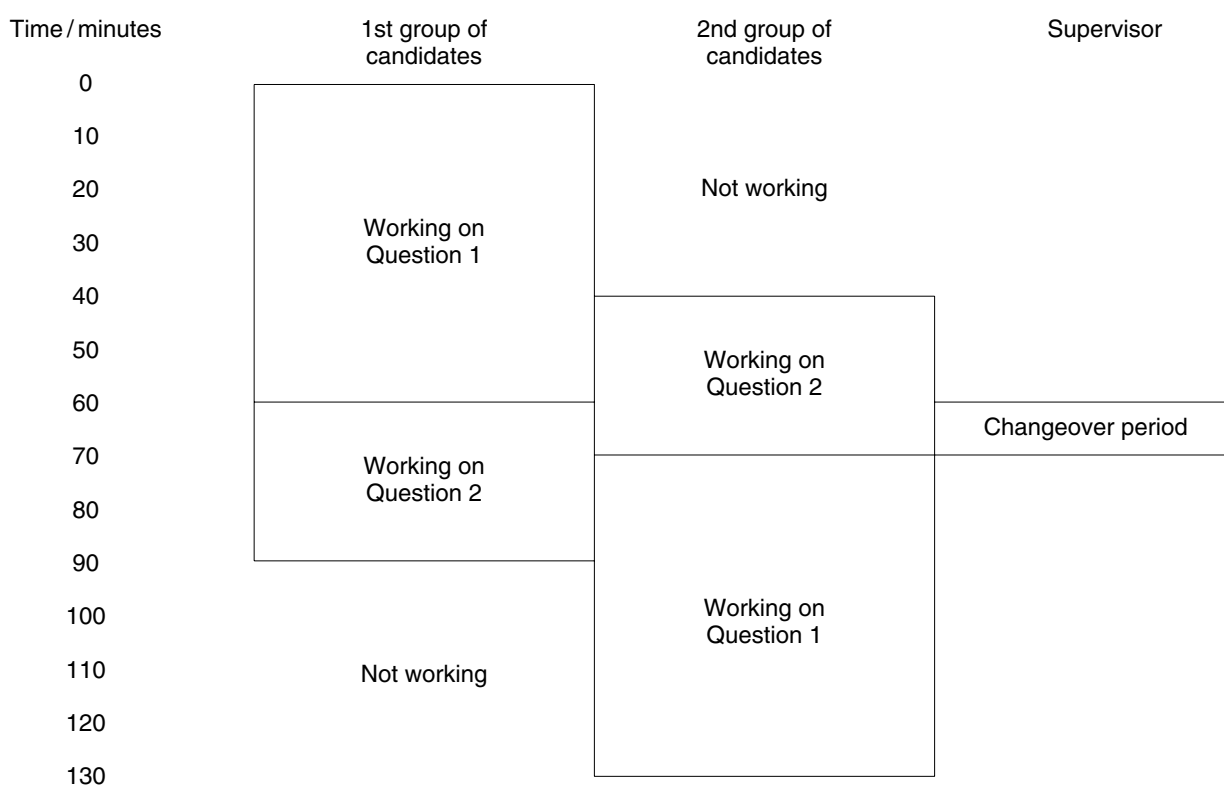 Time / minutes
1st group of
candidates
2nd group of
candidates
Supervisor
0
10
20
30
40
50
60
70
80
90
100
110
120
130
Working on
Question 1
Working on
Question 2
Not working
Not working
Working on
Question 2
Working on
Question 1
Changeover period